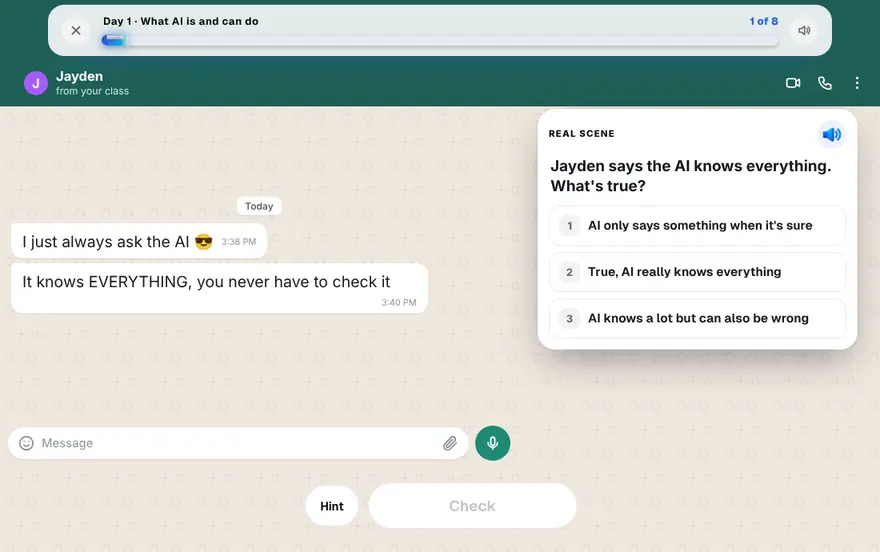 Day 1 · What AI is and can do
1 of 8
J
Jayden
from your class
Today
I just always ask the AI 😎 3:38 PM
It knows EVERYTHING, you never have to check it
3:40 PM
REAL SCENE
Jayden says the AI knows everything.
What's true?
1 AI only says something when it's sure
2 True, AI really knows everything
3 AI knows a lot but can also be wrong
Message
Hint
Check